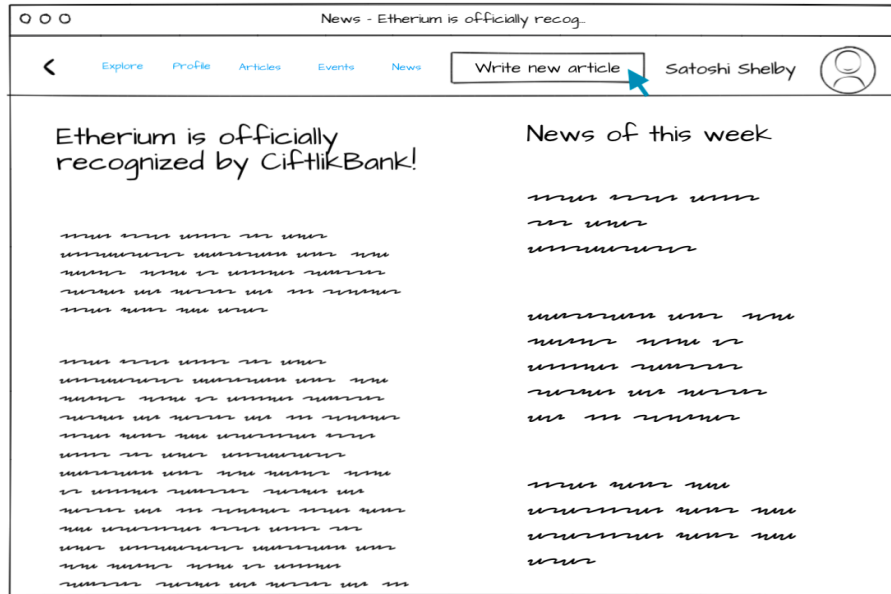 News - Etherium is officially recog...
Explore Profile Articles Events News Write new article Satoshi Shelby
Etherium is officially
recognized by CiftlikBank!
News of this week